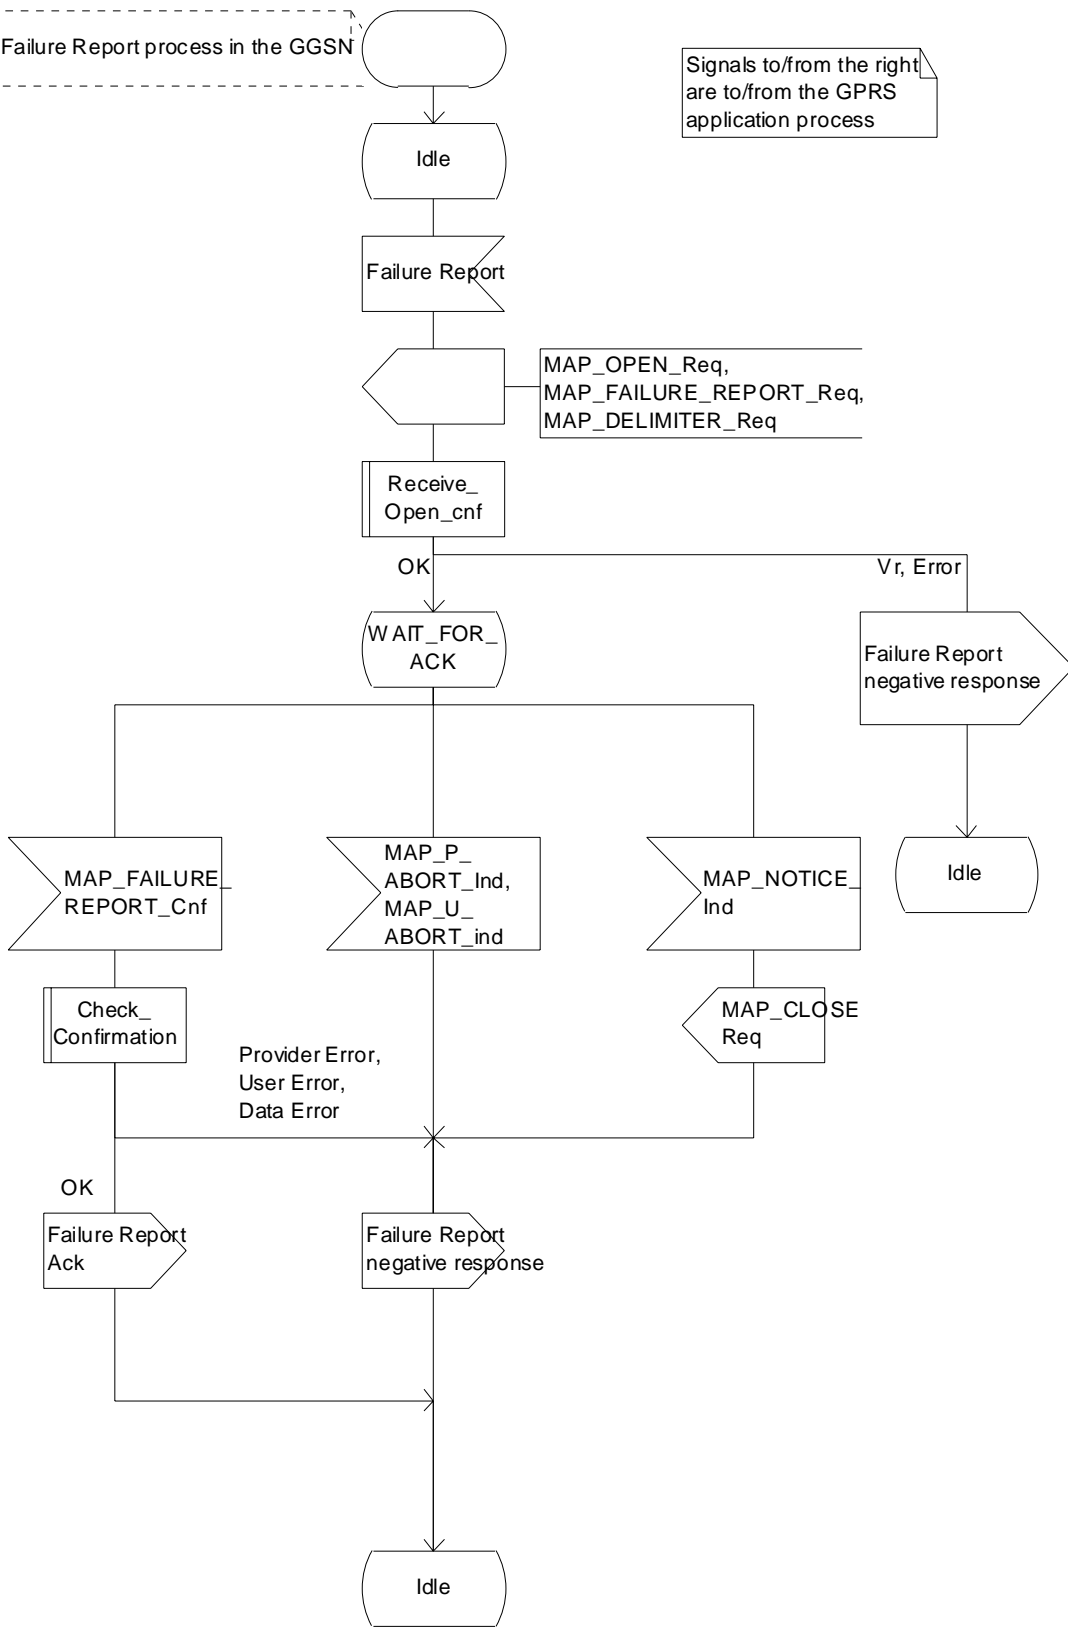 Failure Report process in the GGSN
Signals to/from the right
are to/from the GPRS
application process
Idle
Failure Report
MAP_OPEN_Req,
MAP_FAILURE_REPORT_Req,
MAP_DELIMITER_Req
Receive_
Open_cnf
OK
Vr, Error
WAIT_FOR_
ACK
Failure Report
negative response
Idle
MAP_FAILURE_
REPORT_Cnf
MAP_P_
ABORT_Ind,
MAP_U_
ABORT_ind
MAP_NOTICE_
Ind
Check_
Confirmation
MAP_CLOSE
Req
Provider Error,
User Error,
Data Error
OK
Failure Report
Ack
Failure Report
negative response
Idle